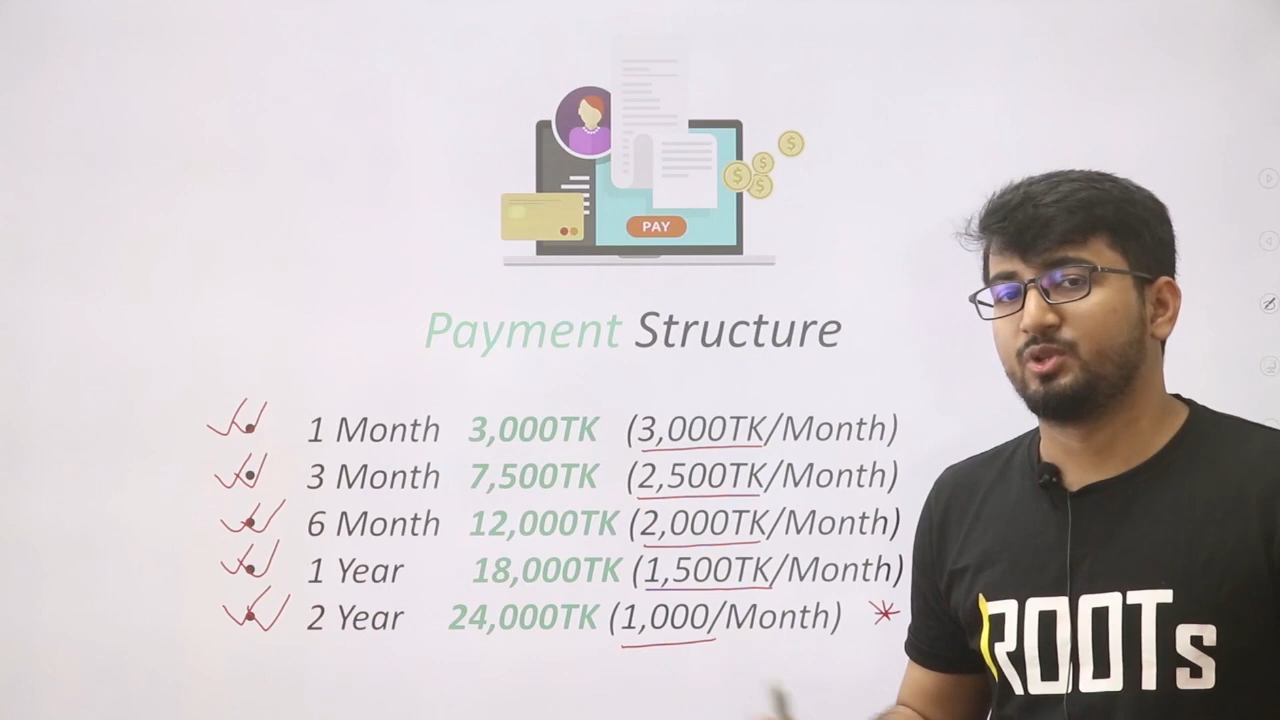 PAY
Payment Structure
1 Month 3,000TK (3,000TK/Month)
3 Month 7,500TK (2,500TK/Month)
6 Month 12,000TK (2,000TK/Month)
1 Year 18,000TK (1,500TK/Month)
2 Year 24,000TK (1,000/Month) *
ROOTs